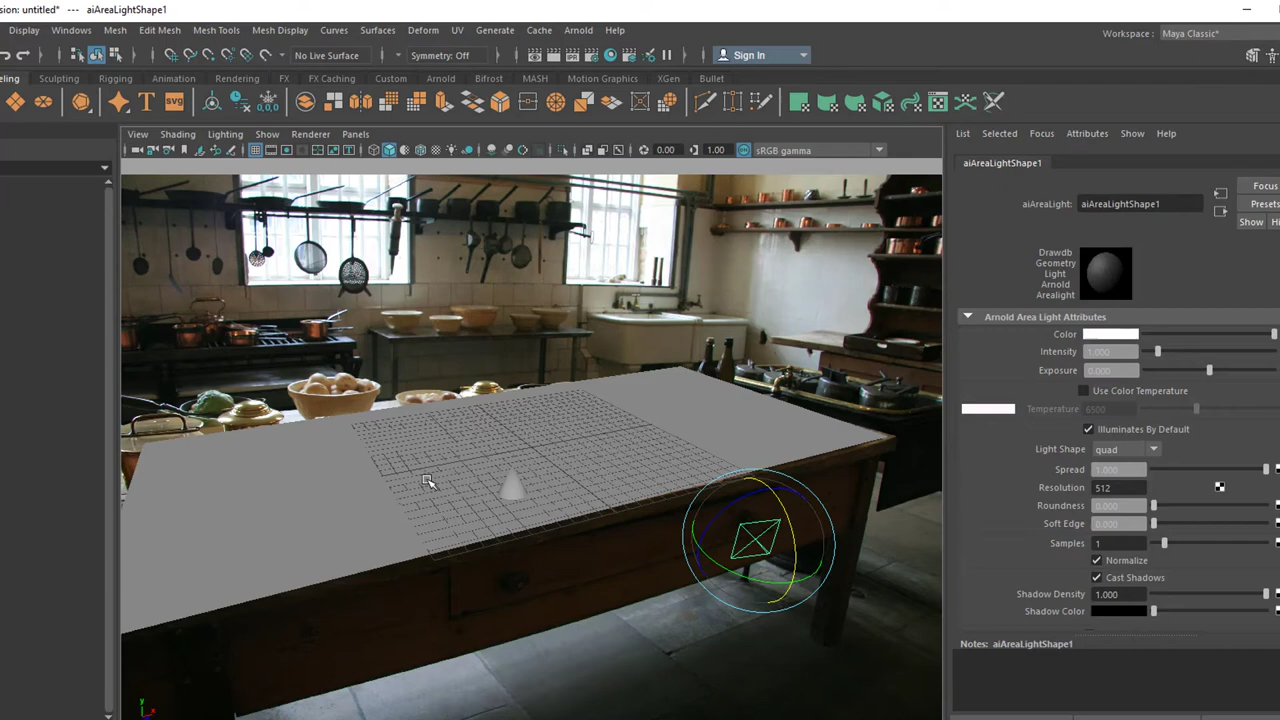 sion: untitled* --- aiAreaLightShape1
Display Windows Mesh Edit Mesh Mesh Tools Mesh Display Curves Surfaces Deform UV Generate Cache Arnold Help
Workspace : Maya Classic*
No Live Surface Symmetry: Off Sign In
eling Sculpting Rigging Animation Rendering FX FX Caching Custom Arnold Bifrost MASH Motion Graphics XGen Bullet
T SVG 0,0,0
View Shading Lighting Show Renderer Panels
0.00 1.00 sRGB gamma
List Selected Focus Attributes Show Help
aiAreaLightShape1
aiAreaLight: aiAreaLightShape1
Focus
Presets
Show Hi
Drawdb
Geometry
Light
Arnold
Arealight
Arnold Area Light Attributes
Color
Intensity 1.000
Exposure 0.000
Use Color Temperature
Temperature 6500
Illuminates By Default
Light Shape quad
Spread 1.000
Resolution 512
Roundness 0.000
Soft Edge 0.000
Samples 1
Normalize
Cast Shadows
Shadow Density 1.000
Shadow Color
Notes: aiAreaLightShape1
y
x